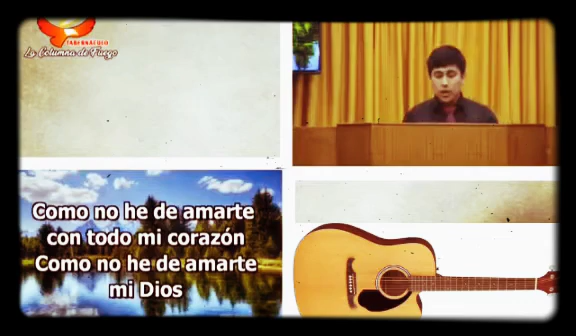 TABERNACULO
La Columna de Fuego
Como no he de amarte
con todo mi corazón
Como no he de amarte
mi Dios